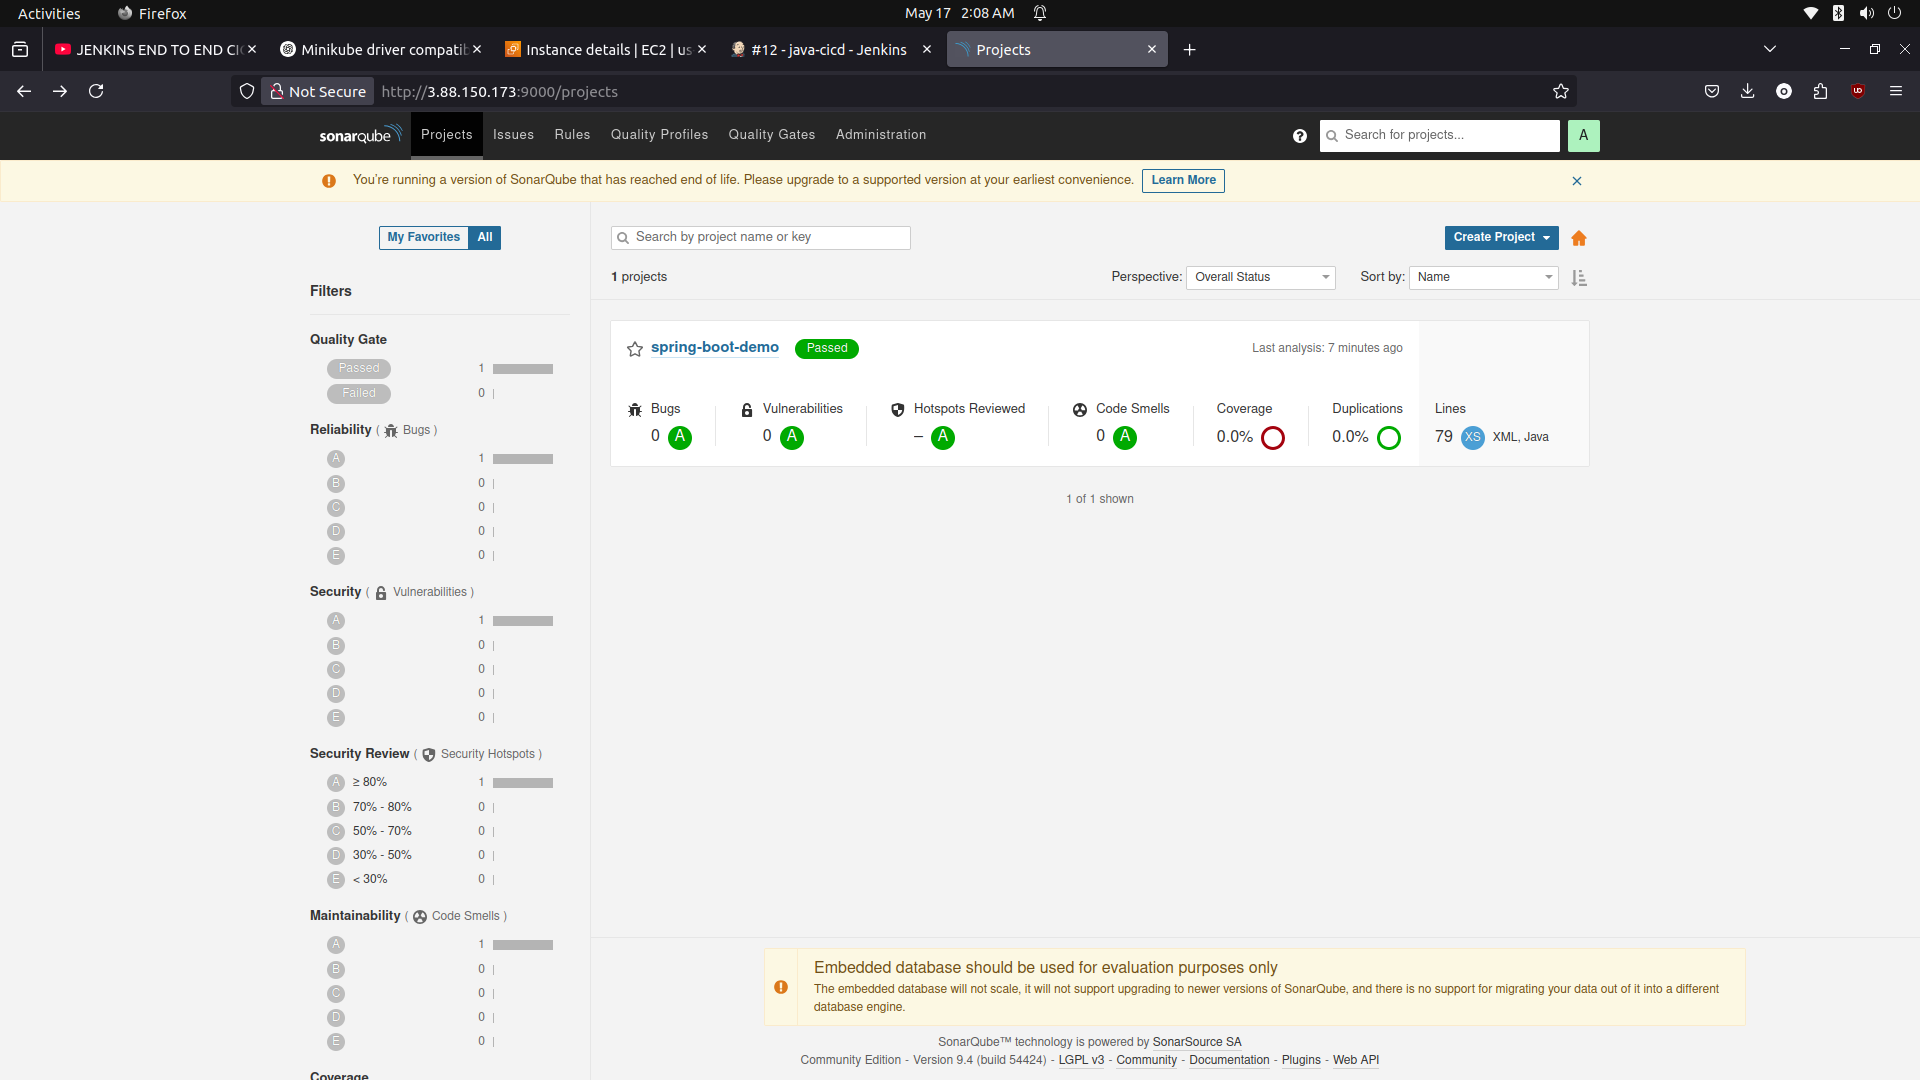 Activities Firefox May 17 2:08 AM
JENKINS END TO END CIC Minikube driver compatib Instance details | EC2 | us #12 - java-cicd - Jenkins Projects
Not Secure http://3.88.150.173:9000/projects
sonarqube Projects Issues Rules Quality Profiles Quality Gates Administration Search for projects... A
You're running a version of SonarQube that has reached end of life. Please upgrade to a supported version at your earliest convenience. Learn More
My Favorites All Search by project name or key Create Project
1 projects Perspective: Overall Status Sort by: Name
Filters
Quality Gate
Passed 1
Failed 0
Reliability ( Bugs )
A 1
B 0
C 0
D 0
E 0
Security ( Vulnerabilities )
A 1
B 0
C 0
D 0
E 0
Security Review ( Security Hotspots )
A ≥ 80% 1
B 70% - 80% 0
C 50% - 70% 0
D 30% - 50% 0
E < 30% 0
Maintainability ( Code Smells )
A 1
B 0
C 0
D 0
E 0
Coverage
spring-boot-demo Passed Last analysis: 7 minutes ago
Bugs Vulnerabilities Hotspots Reviewed Code Smells Coverage Duplications Lines
0 A 0 A – A 0 A 0.0% 0.0% 79 XS XML, Java
1 of 1 shown
Embedded database should be used for evaluation purposes only
The embedded database will not scale, it will not support upgrading to newer versions of SonarQube, and there is no support for migrating your data out of it into a different
database engine.
SonarQube™ technology is powered by SonarSource SA
Community Edition - Version 9.4 (build 54424) - LGPL v3 - Community - Documentation - Plugins - Web API